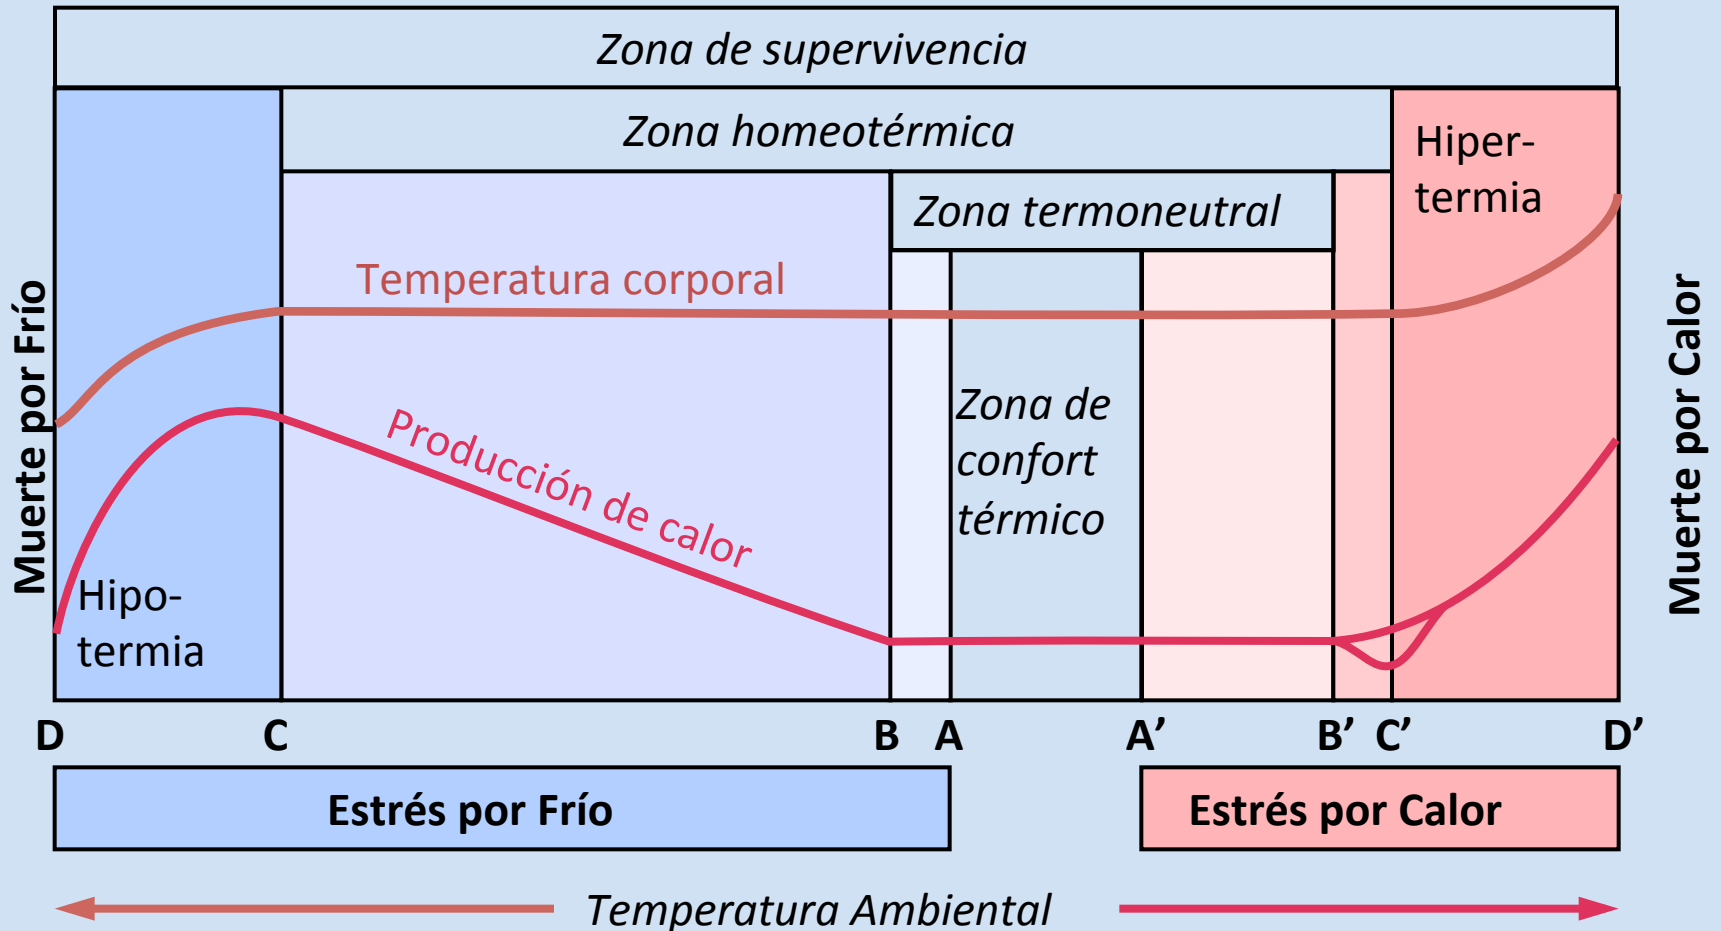 Zona de supervivencia
Zona homeotérmica
Hiper-
termia
Zona termoneutral
Temperatura corporal
Muerte por Frío
Muerte por Calor
Zona de
confort
térmico
Producción de calor
Hipo-
termia
D C B A A’ B’ C’ D’
Estrés por Frío
Estrés por Calor
Temperatura Ambiental